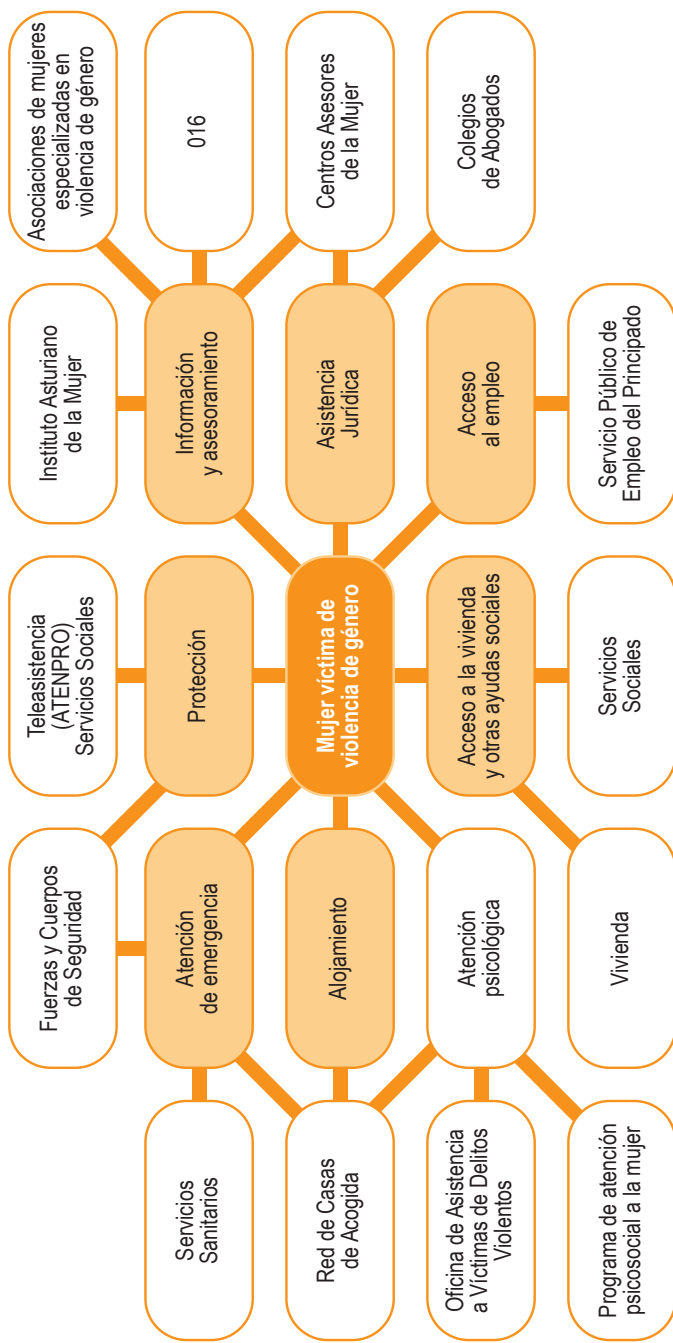 Fuerzas y Cuerpos
de Seguridad
Teleasistencia
(ATENPRO)
Servicios Sociales
Instituto Asturiano
de la Mujer
Asociaciones de mujeres
especializadas en
violencia de género
Servicios
Sanitarios
Atención
de emergencia
Protección
Información
y asesoramiento
016
Red de Casas
de Acogida
Alojamiento
Mujer víctima de
violencia de género
Asistencia
Jurídica
Centros Asesores
de la Mujer
Oficina de Asistencia
a Víctimas de Delitos
Violentos
Atención
psicológica
Acceso a la vivienda
y otras ayudas sociales
Acceso
al empleo
Colegios
de Abogados
Programa de atención
psicosocial a la mujer
Vivienda
Servicios
Sociales
Servicio Público de
Empleo del Principado